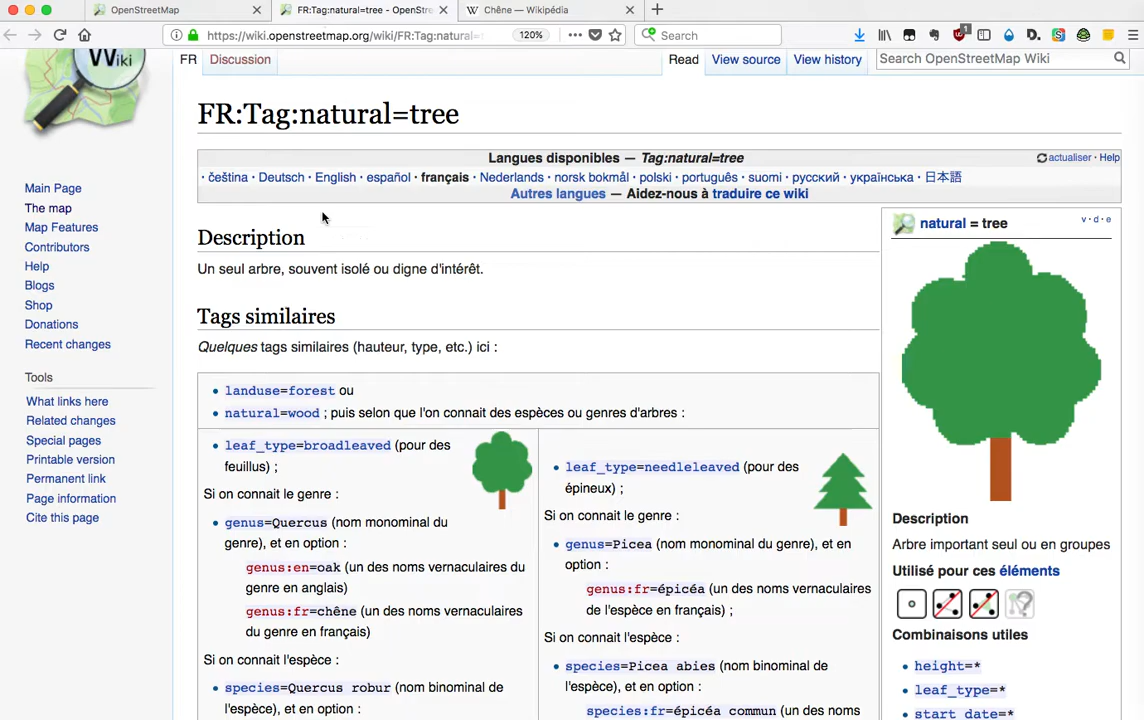 OpenStreetMap
FR:Tag:natural=tree - OpenStre
W Chêne — Wikipédia
https://wiki.openstreetmap.org/wiki/FR:Tag:natural=
120%
Search
1
D.
Wiki
FR
Discussion
Read
View source
View history
Search OpenStreetMap Wiki
FR:Tag:natural=tree
Langues disponibles — Tag:natural=tree
actualiser · Help
· čeština · Deutsch · English · español · français · Nederlands · norsk bokmål · polski · português · suomi · русский · українська · 日本語
Autres langues — Aidez-nous à traduire ce wiki
Main Page
The map
Map Features
Contributors
Help
Blogs
Shop
Donations
Recent changes
Tools
What links here
Related changes
Special pages
Printable version
Permanent link
Page information
Cite this page
Description
Un seul arbre, souvent isolé ou digne d'intérêt.
Tags similaires
Quelques tags similaires (hauteur, type, etc.) ici :
• landuse=forest ou
• natural=wood ; puis selon que l'on connait des espèces ou genres d'arbres :
• leaf_type=broadleaved (pour des
feuillus) ;
Si on connait le genre :
• genus=Quercus (nom monominal du
genre), et en option :
genus:en=oak (un des noms vernaculaires du
genre en anglais)
genus:fr=chêne (un des noms vernaculaires
du genre en français)
Si on connait l'espèce :
• species=Quercus robur (nom binominal de
l'espèce), et en option :
• leaf_type=needleleaved (pour des
épineux) ;
Si on connait le genre :
• genus=Picea (nom monominal du genre), et en
option :
genus:fr=épicéa (un des noms vernaculaires
de l'espèce en français) ;
Si on connait l'espèce :
• species=Picea abies (nom binominal de
l'espèce), et en option :
species:fr=épicéa commun (un des noms
natural = tree
v · d · e
Description
Arbre important seul ou en groupes
Utilisé pour ces éléments
Combinaisons utiles
• height=*
• leaf_type=*
• start_date=*